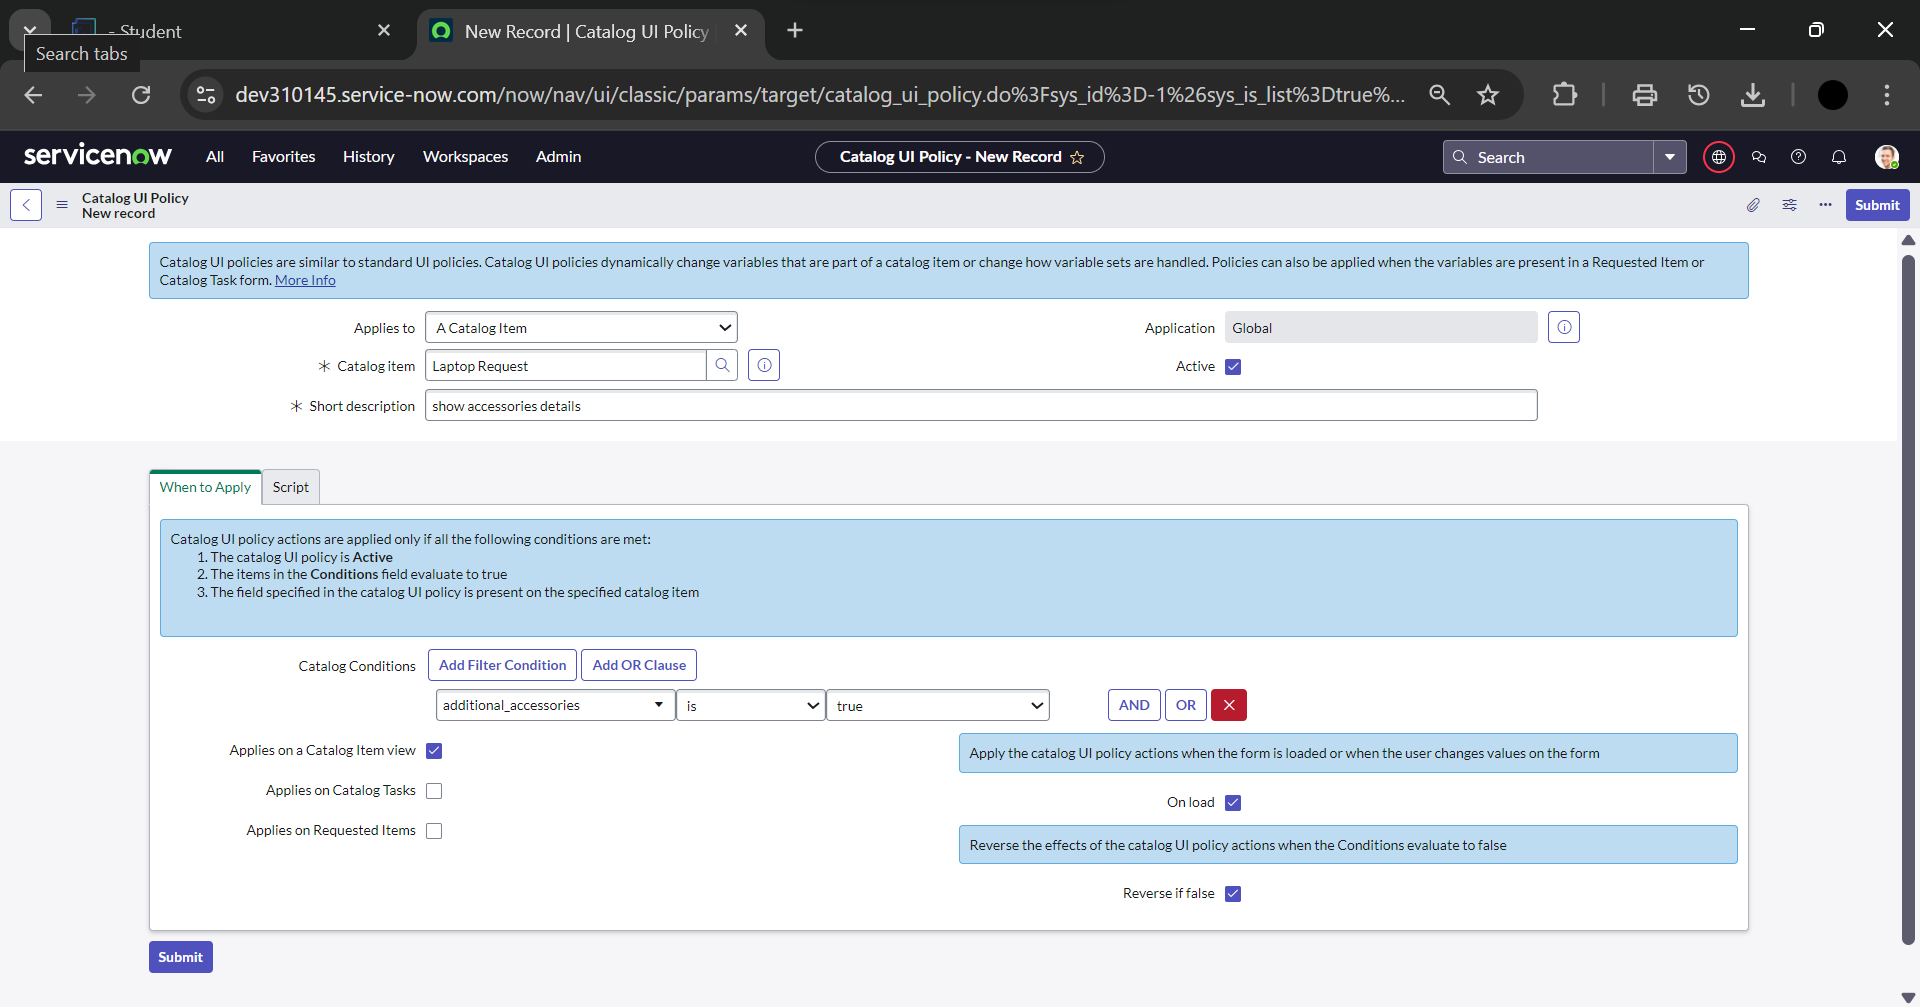 - Student
New Record | Catalog UI Policy
Search tabs
dev310145.service-now.com/now/nav/ui/classic/params/target/catalog_ui_policy.do%3Fsys_id%3D-1%26sys_is_list%3Dtrue%...
servicenow All Favorites History Workspaces Admin Catalog UI Policy - New Record Search
Catalog UI Policy
New record
Submit
Catalog UI policies are similar to standard UI policies. Catalog UI policies dynamically change variables that are part of a catalog item or change how variable sets are handled. Policies can also be applied when the variables are present in a Requested Item or
Catalog Task form. More Info
Applies to A Catalog Item Application Global
Catalog item Laptop Request Active
Short description show accessories details
When to Apply Script
Catalog UI policy actions are applied only if all the following conditions are met:
1. The catalog UI policy is Active
2. The items in the Conditions field evaluate to true
3. The field specified in the catalog UI policy is present on the specified catalog item
Catalog Conditions Add Filter Condition Add OR Clause
additional_accessories is true AND OR
Applies on a Catalog Item view Apply the catalog UI policy actions when the form is loaded or when the user changes values on the form
Applies on Catalog Tasks On load
Applies on Requested Items Reverse the effects of the catalog UI policy actions when the Conditions evaluate to false
Reverse if false
Submit